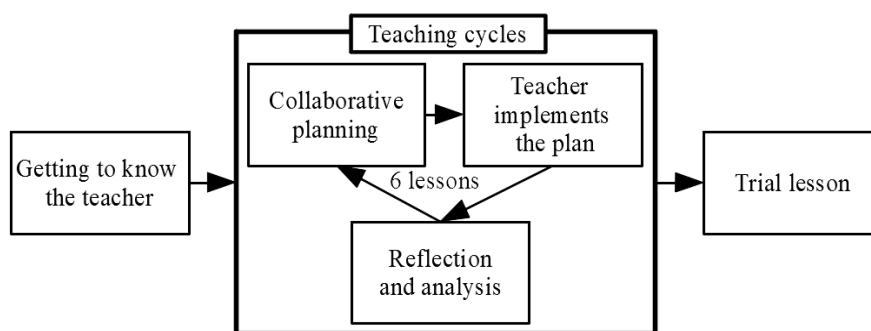 Teaching cycles
Getting to know
the teacher
Collaborative
planning
Teacher
implements
the plan
6 lessons
Reflection
and analysis
Trial lesson